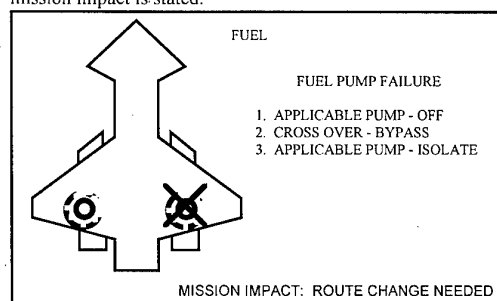 mission impact is stated.
FUEL
FUEL PUMP FAILURE
1. APPLICABLE PUMP - OFF
2. CROSS OVER - BYPASS
3. APPLICABLE PUMP - ISOLATE
MISSION IMPACT: ROUTE CHANGE NEEDED